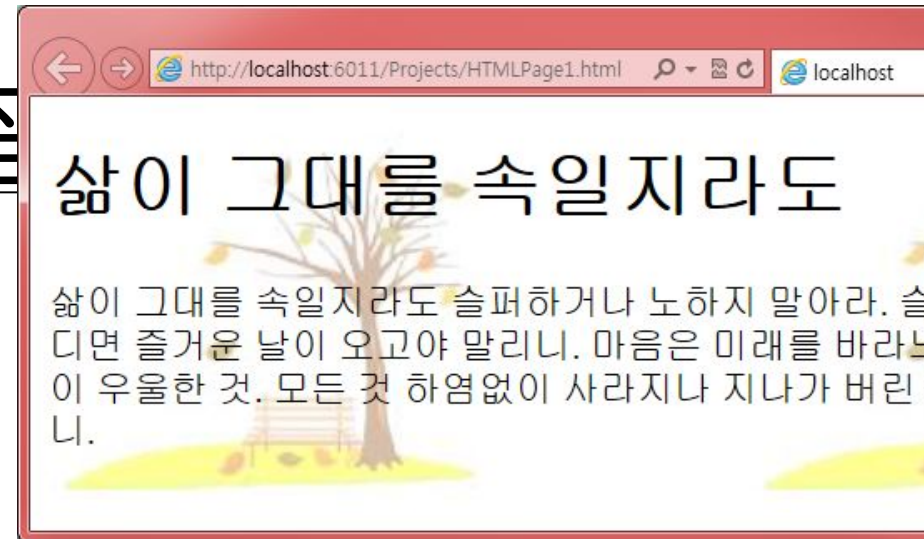 http://localhost:6011/Projects/HTMLPage1.html
localhost
삶이 그대를 속일지라도
삶이 그대를 속일지라도 슬퍼하거나 노하지 말아라.
디면 즐거운 날이 오고야 말리니. 마음은 미래를
이 우울한 것. 모든 것 하염없이 사라지나 지나가 버린
니.